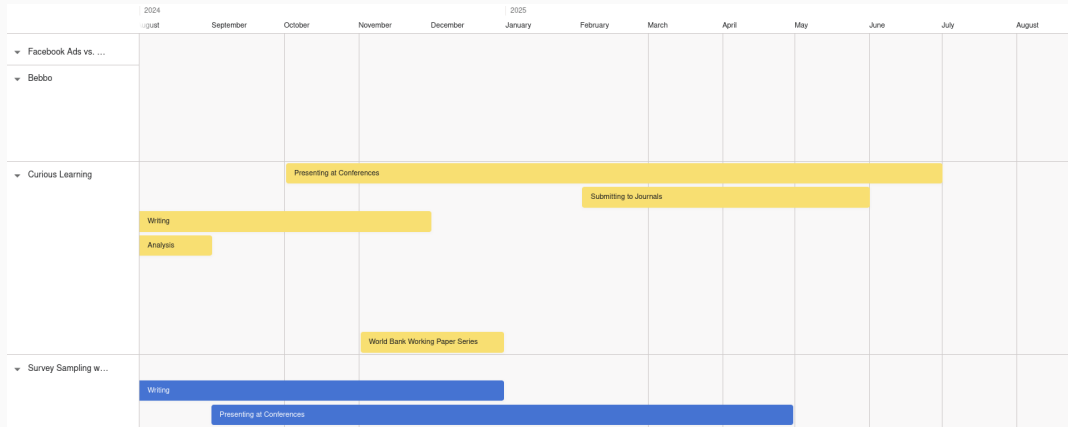 2024 2025
ugust September October November December January February March April May June July August
Facebook Ads vs. ...
Bebbo
Curious Learning
Presenting at Conferences
Submitting to Journals
Writing
Analysis
World Bank Working Paper Series
Survey Sampling w...
Writing
Presenting at Conferences